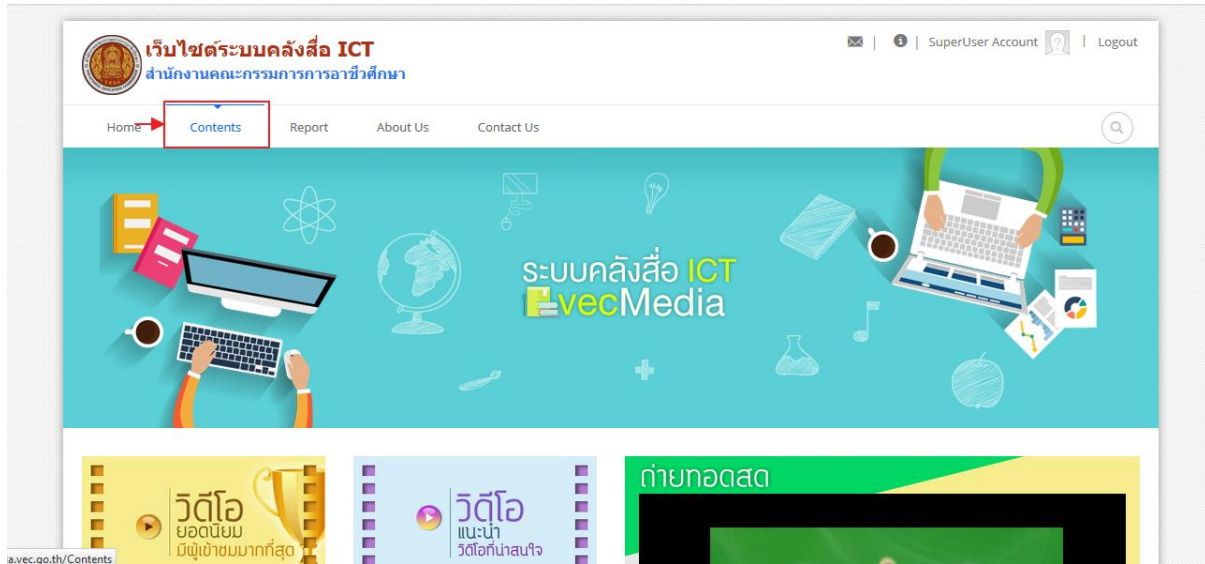 เว็บไซต์ระบบคลังสื่อ ICT
สำนักงานคณะกรรมการการอาชีวศึกษา
SuperUser Account | Logout
Home Contents Report About Us Contact Us
ระบบคลังสื่อ ICT
vecMedia
วิดีโอ
ยอดนิยม
มีผู้เข้าชมมากที่สุด
วิดีโอ
แนะนำ
วิดีโอที่น่าสนใจ
ถ่ายทอดสด
a.vec.go.th/Contents